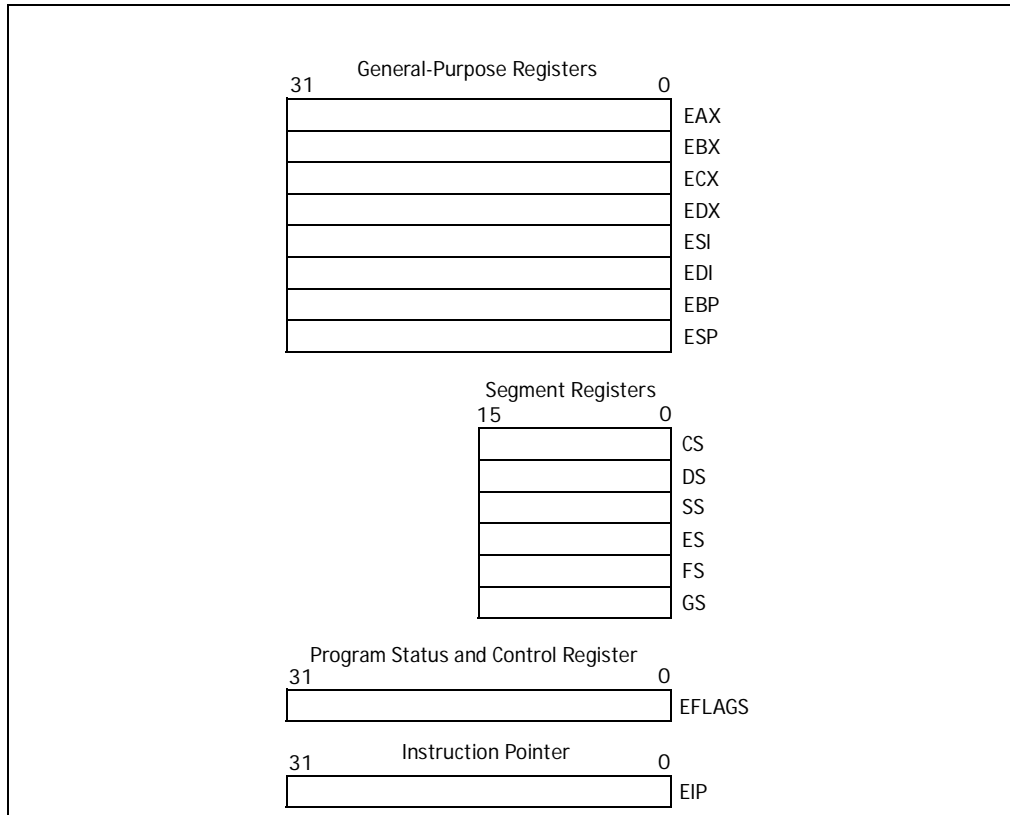 General-Purpose Registers
31 0
EAX
EBX
ECX
EDX
ESI
EDI
EBP
ESP
Segment Registers
15 0
CS
DS
SS
ES
FS
GS
Program Status and Control Register
31 0
EFLAGS
Instruction Pointer
31 0
EIP